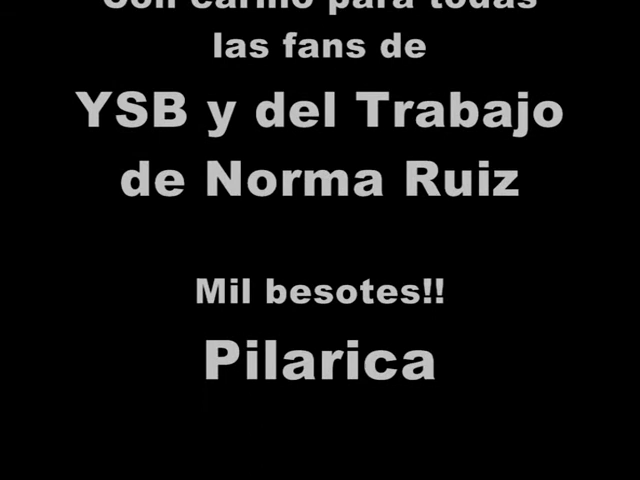 Con cariño para todas
las fans de
YSB y del Trabajo
de Norma Ruiz
Mil besotes!!
Pilarica